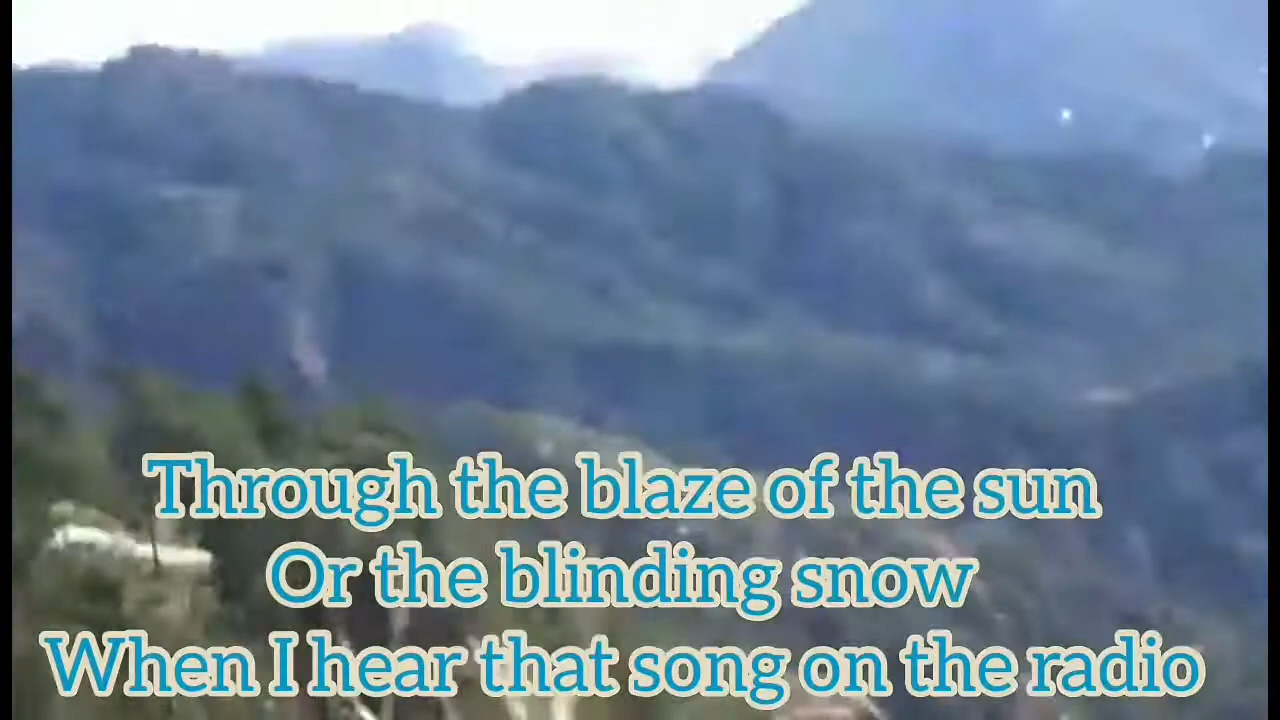 Through the blaze of the sun
Or the blinding snow
When I hear that song on the radio